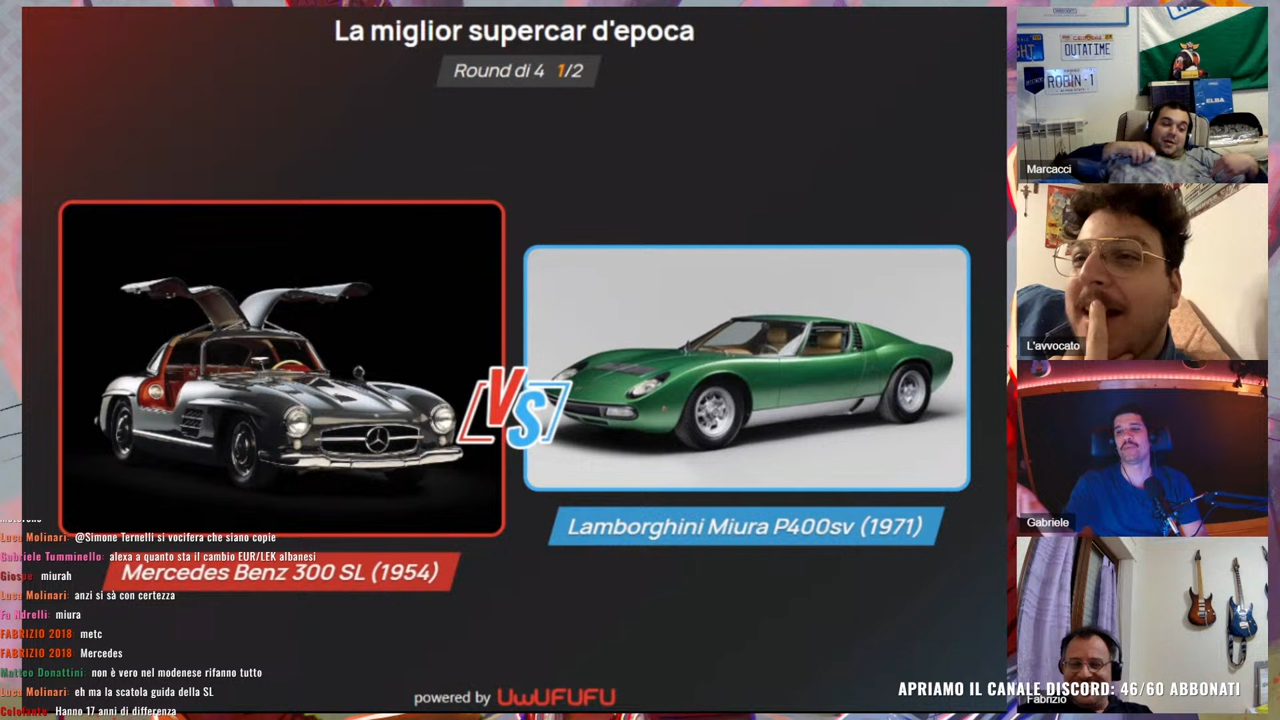 La miglior supercar d'epoca
Round di 4 1/2
VS
Mercedes Benz 300 SL (1954)
Lamborghini Miura P400sv (1971)
powered by UwUFUFU
Luca Molinari: @Simone Ternelli si vocifera che siano copie
Gabriele Tumminello: alexa a quanto sta il cambio EUR/LEK albanesi
miurah
Luca Molinari: anzi si sà con certezza
Fa Ndrelli: miura
FABRIZIO 2018: metc
FABRIZIO 2018: Mercedes
Matteo Donattini: non è vero nel modenese rifanno tutto
Luca Molinari: eh ma la scatola guida della SL
Hanno 17 anni di differenza
OUTATIME
ROBIN-1
ELBA
Marcacci
L'avvocato
Gabriele
APRIAMO IL CANALE DISCORD: 46/60 ABBONATI
Fabrizio